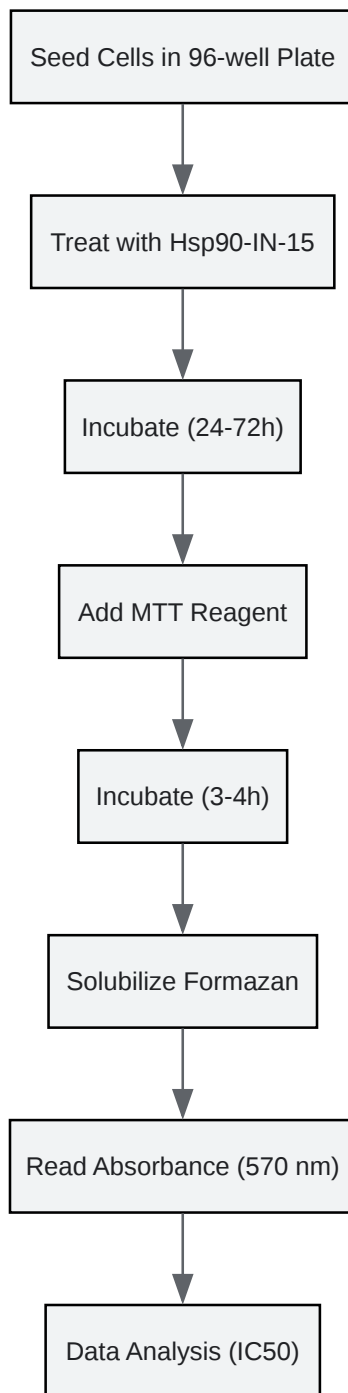 Seed Cells in 96-well Plate
Treat with Hsp90-IN-15
Incubate (24-72h)
Add MTT Reagent
Incubate (3-4h)
Solubilize Formazan
Read Absorbance (570 nm)
Data Analysis (IC50)